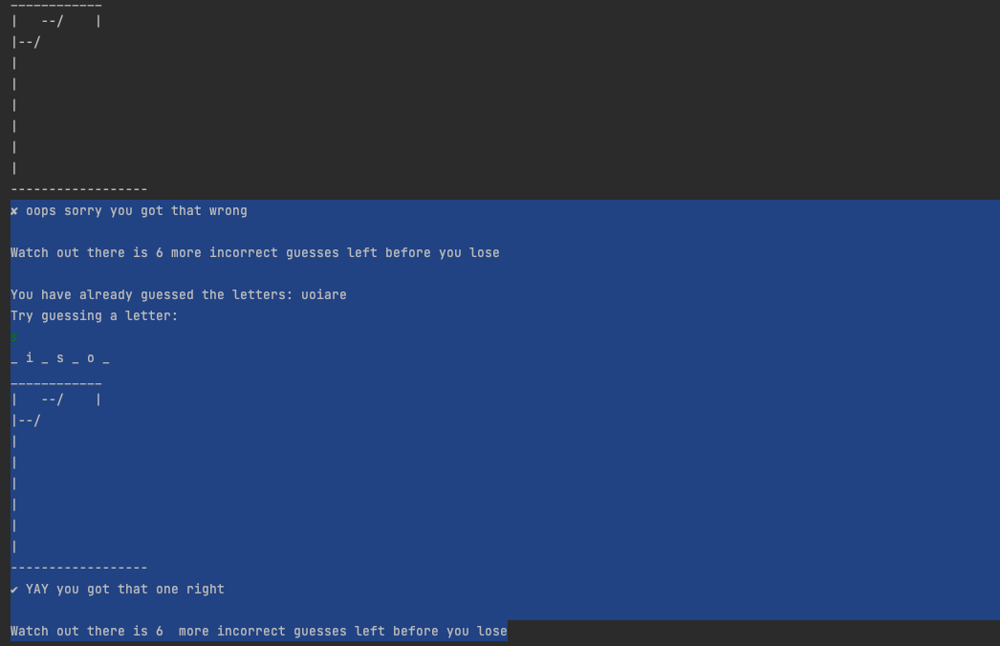 ____________
|   --/    |
|--/
|
|
|
|
|
|
------------------
✘ oops sorry you got that wrong
Watch out there is 6 more incorrect guesses left before you lose
You have already guessed the letters: uoiare
Try guessing a letter:
s
_ i _ s _ o _
____________
|   --/    |
|--/
|
|
|
|
|
|
------------------
✔ YAY you got that one right
Watch out there is 6  more incorrect guesses left before you lose